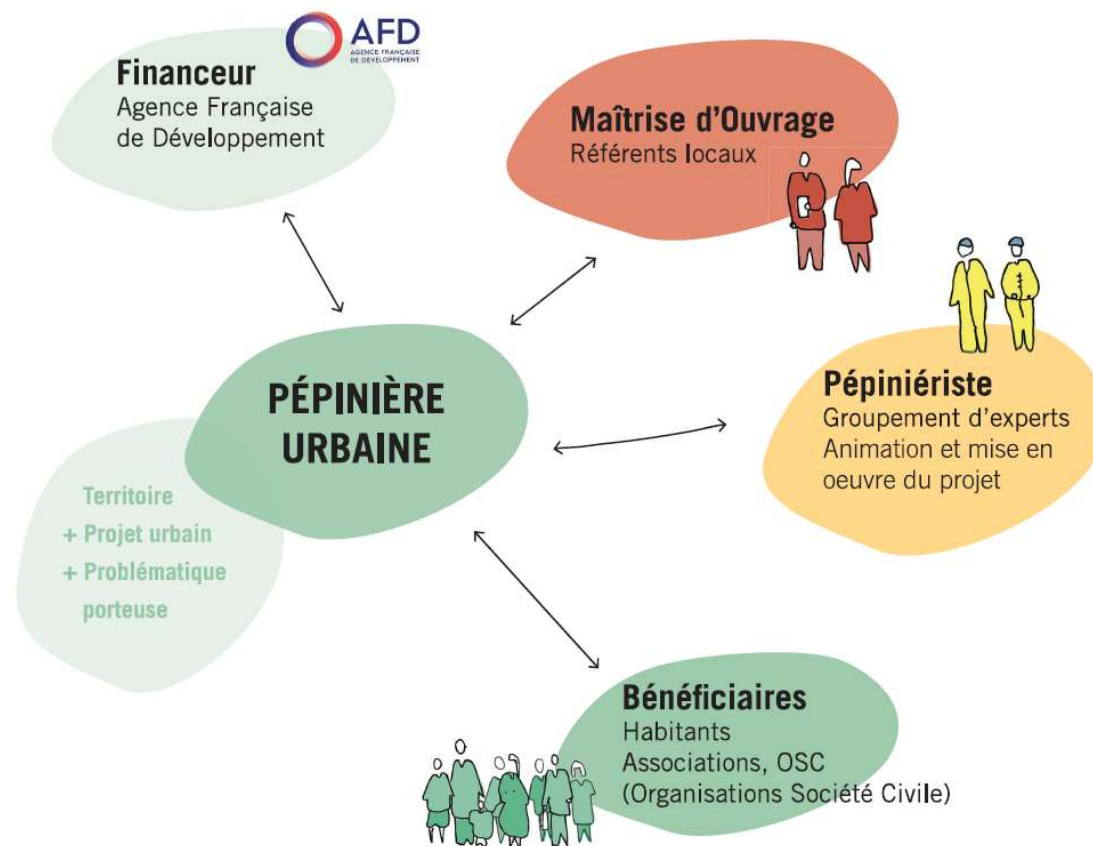 AFD
AGENCE FRANÇAISE
DE DÉVELOPPEMENT
Financeur
Agence Française
de Développement
Maîtrise d'Ouvrage
Référents locaux
Pépiniériste
Groupement d'experts
Animation et mise en
oeuvre du projet
PÉPINIÈRE
URBAINE
Territoire
+ Projet urbain
+ Problématique
porteuse
Bénéficiaires
Habitants
Associations, OSC
(Organisations Société Civile)